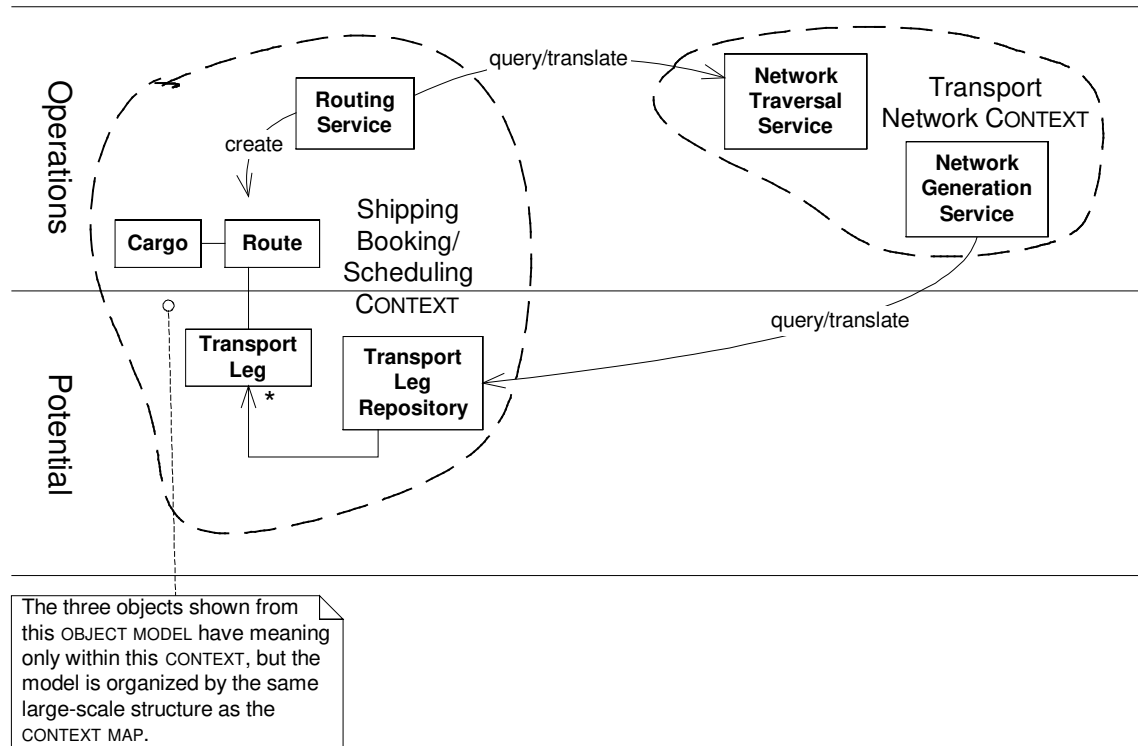 Operations
query/translate
Routing
Service
create
Cargo
Route
Shipping
Booking/
Scheduling
CONTEXT
Network
Traversal
Service
Transport
Network CONTEXT
Network
Generation
Service
Potential
query/translate
Transport
Leg
*
Transport
Leg
Repository
The three objects shown from
this OBJECT MODEL have meaning
only within this CONTEXT, but the
model is organized by the same
large-scale structure as the
CONTEXT MAP.